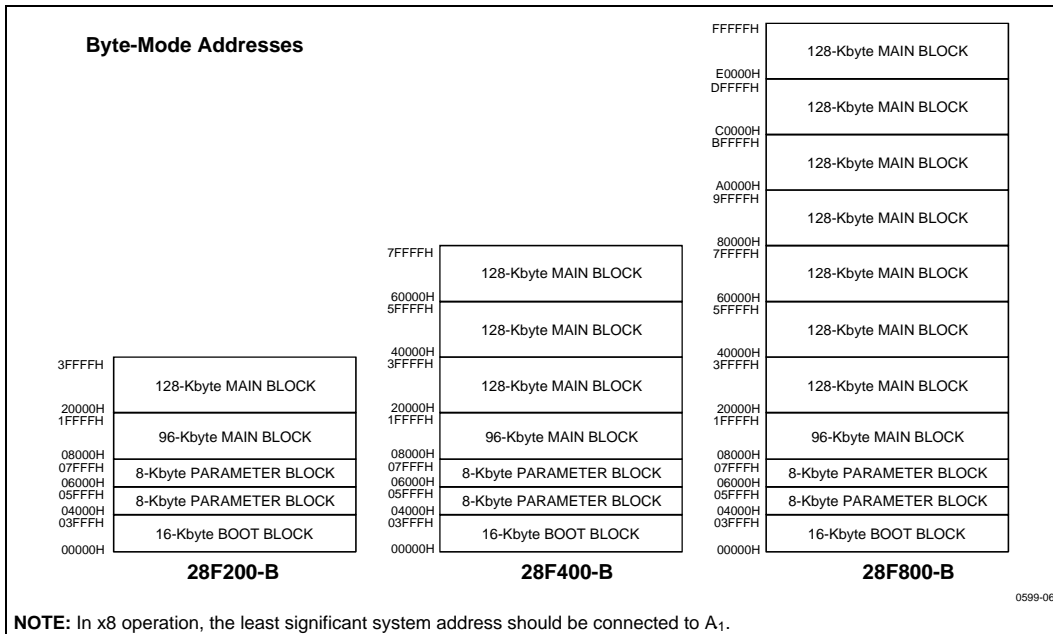 Byte-Mode Addresses
3FFFFH
128-Kbyte MAIN BLOCK
20000H
1FFFFH
96-Kbyte MAIN BLOCK
08000H
07FFFH
8-Kbyte PARAMETER BLOCK
06000H
05FFFH
8-Kbyte PARAMETER BLOCK
04000H
03FFFH
16-Kbyte BOOT BLOCK
00000H
28F200-B
7FFFFH
128-Kbyte MAIN BLOCK
60000H
5FFFFH
128-Kbyte MAIN BLOCK
40000H
3FFFFH
128-Kbyte MAIN BLOCK
20000H
1FFFFH
96-Kbyte MAIN BLOCK
08000H
07FFFH
8-Kbyte PARAMETER BLOCK
06000H
05FFFH
8-Kbyte PARAMETER BLOCK
04000H
03FFFH
16-Kbyte BOOT BLOCK
00000H
28F400-B
FFFFFH
128-Kbyte MAIN BLOCK
E0000H
DFFFFH
128-Kbyte MAIN BLOCK
C0000H
BFFFFH
128-Kbyte MAIN BLOCK
A0000H
9FFFFH
128-Kbyte MAIN BLOCK
80000H
7FFFFH
128-Kbyte MAIN BLOCK
60000H
5FFFFH
128-Kbyte MAIN BLOCK
40000H
3FFFFH
128-Kbyte MAIN BLOCK
20000H
1FFFFH
96-Kbyte MAIN BLOCK
08000H
07FFFH
8-Kbyte PARAMETER BLOCK
06000H
05FFFH
8-Kbyte PARAMETER BLOCK
04000H
03FFFH
16-Kbyte BOOT BLOCK
00000H
28F800-B
0599-06
NOTE: In x8 operation, the least significant system address should be connected to A₁.